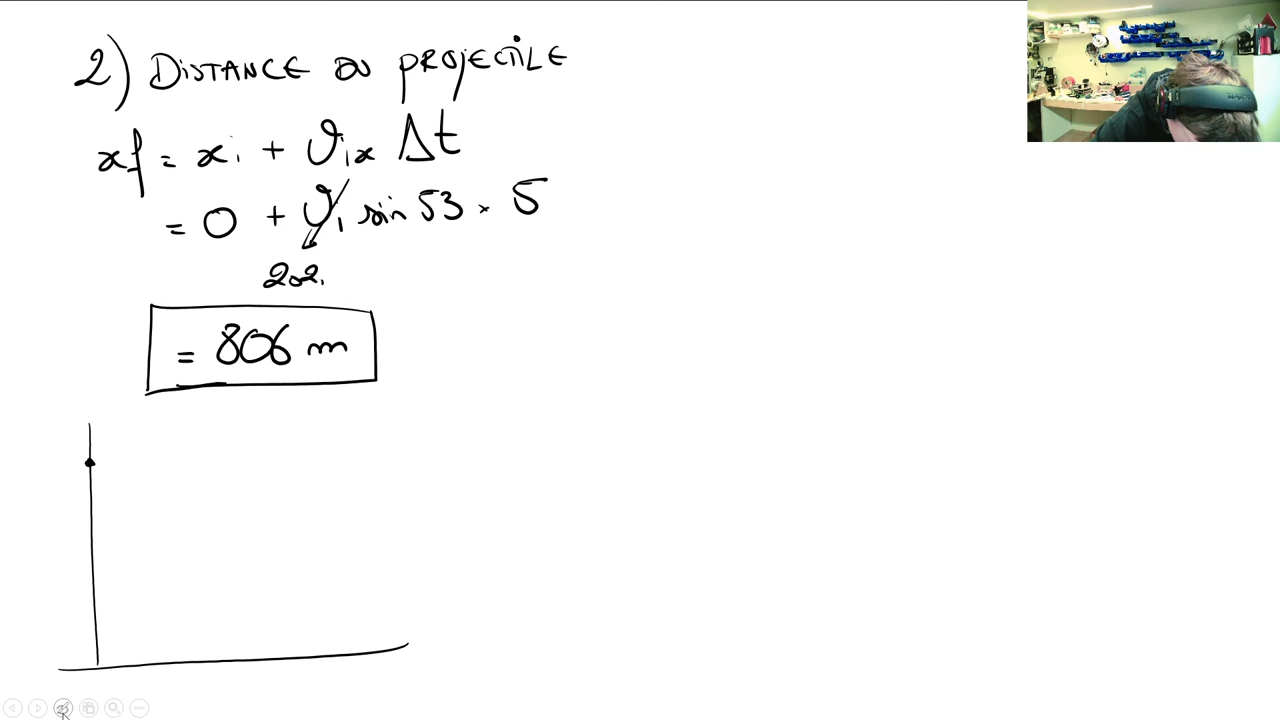 2) DISTANCE DU PROJECTILE
xf = xi + vix Δt
= 0 + v1 sin 53 × 5
202.
= 806 m